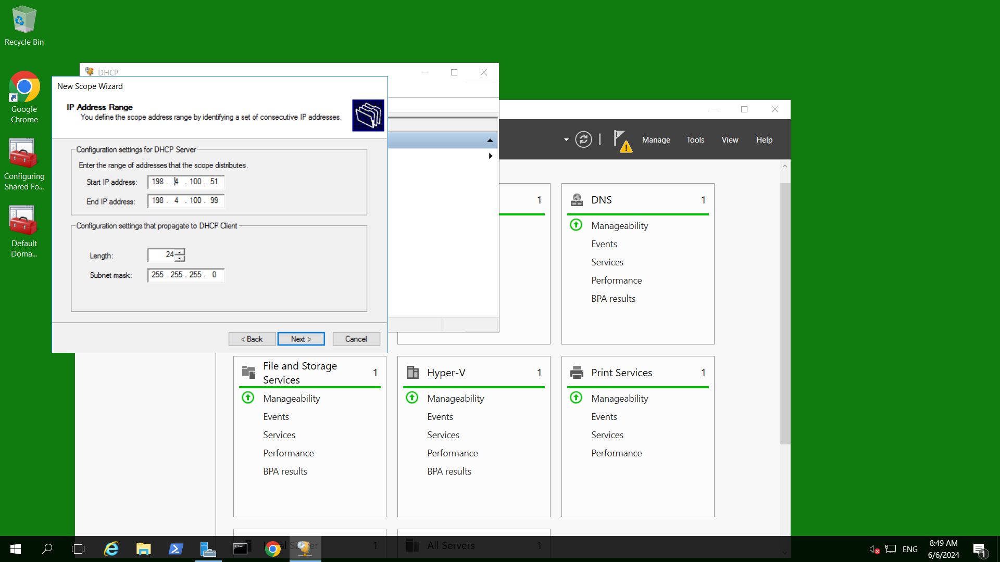 Recycle Bin
Google
Chrome
Configuring
Shared Fo...
Default
Doma...
DHCP
New Scope Wizard
IP Address Range
You define the scope address range by identifying a set of consecutive IP addresses.
Configuration settings for DHCP Server
Enter the range of addresses that the scope distributes.
Start IP address: 198 . 4 . 100 . 51
End IP address: 198 . 4 . 100 . 99
Configuration settings that propagate to DHCP Client
Length: 24
Subnet mask: 255 . 255 . 255 . 0
< Back Next > Cancel
Manage Tools View Help
1
DNS 1
Manageability
Events
Services
Performance
BPA results
File and Storage
Services 1
Manageability
Events
Services
Performance
BPA results
Hyper-V 1
Manageability
Events
Services
Performance
BPA results
Print Services 1
Manageability
Events
Services
Performance
Server 1
All Servers 1
ENG
8:49 AM
6/6/2024
1